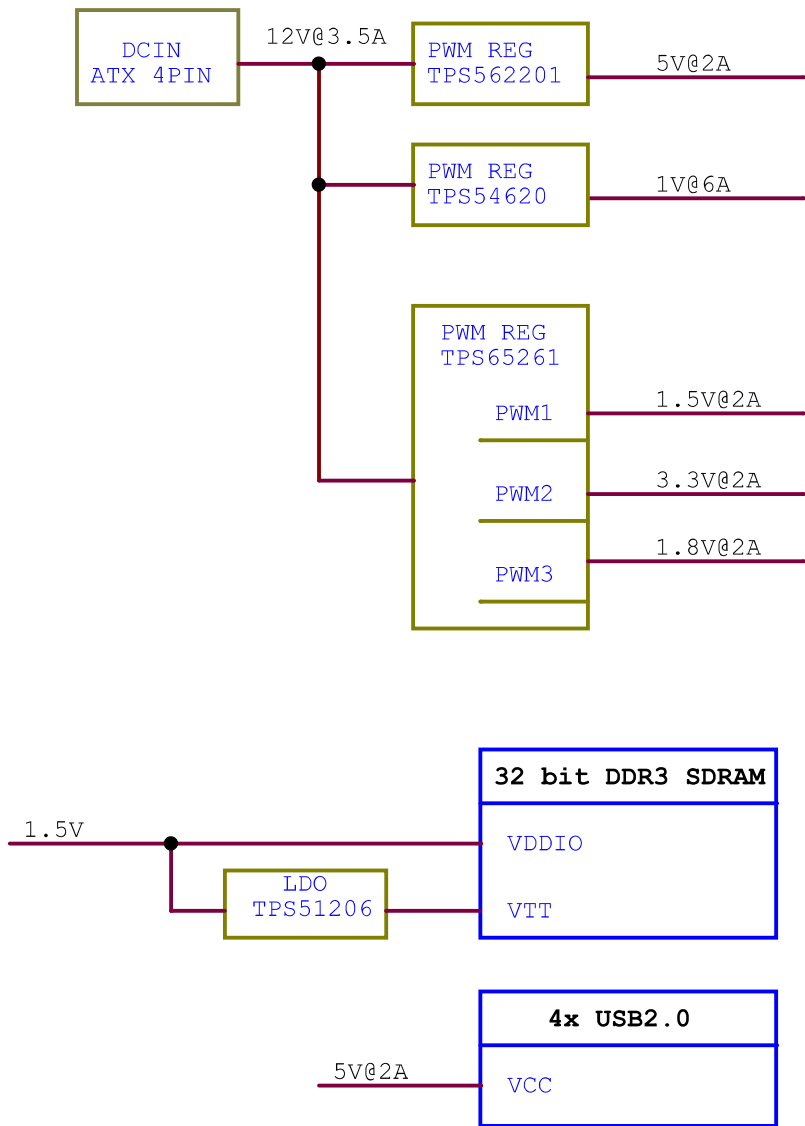 DCIN
ATX 4PIN
12V@3.5A
PWM REG
TPS562201
5V@2A
PWM REG
TPS54620
1V@6A
PWM REG
TPS65261
PWM1
1.5V@2A
PWM2
3.3V@2A
PWM3
1.8V@2A
32 bit DDR3 SDRAM
1.5V
VDDIO
LDO
TPS51206
VTT
4x USB2.0
5V@2A
VCC